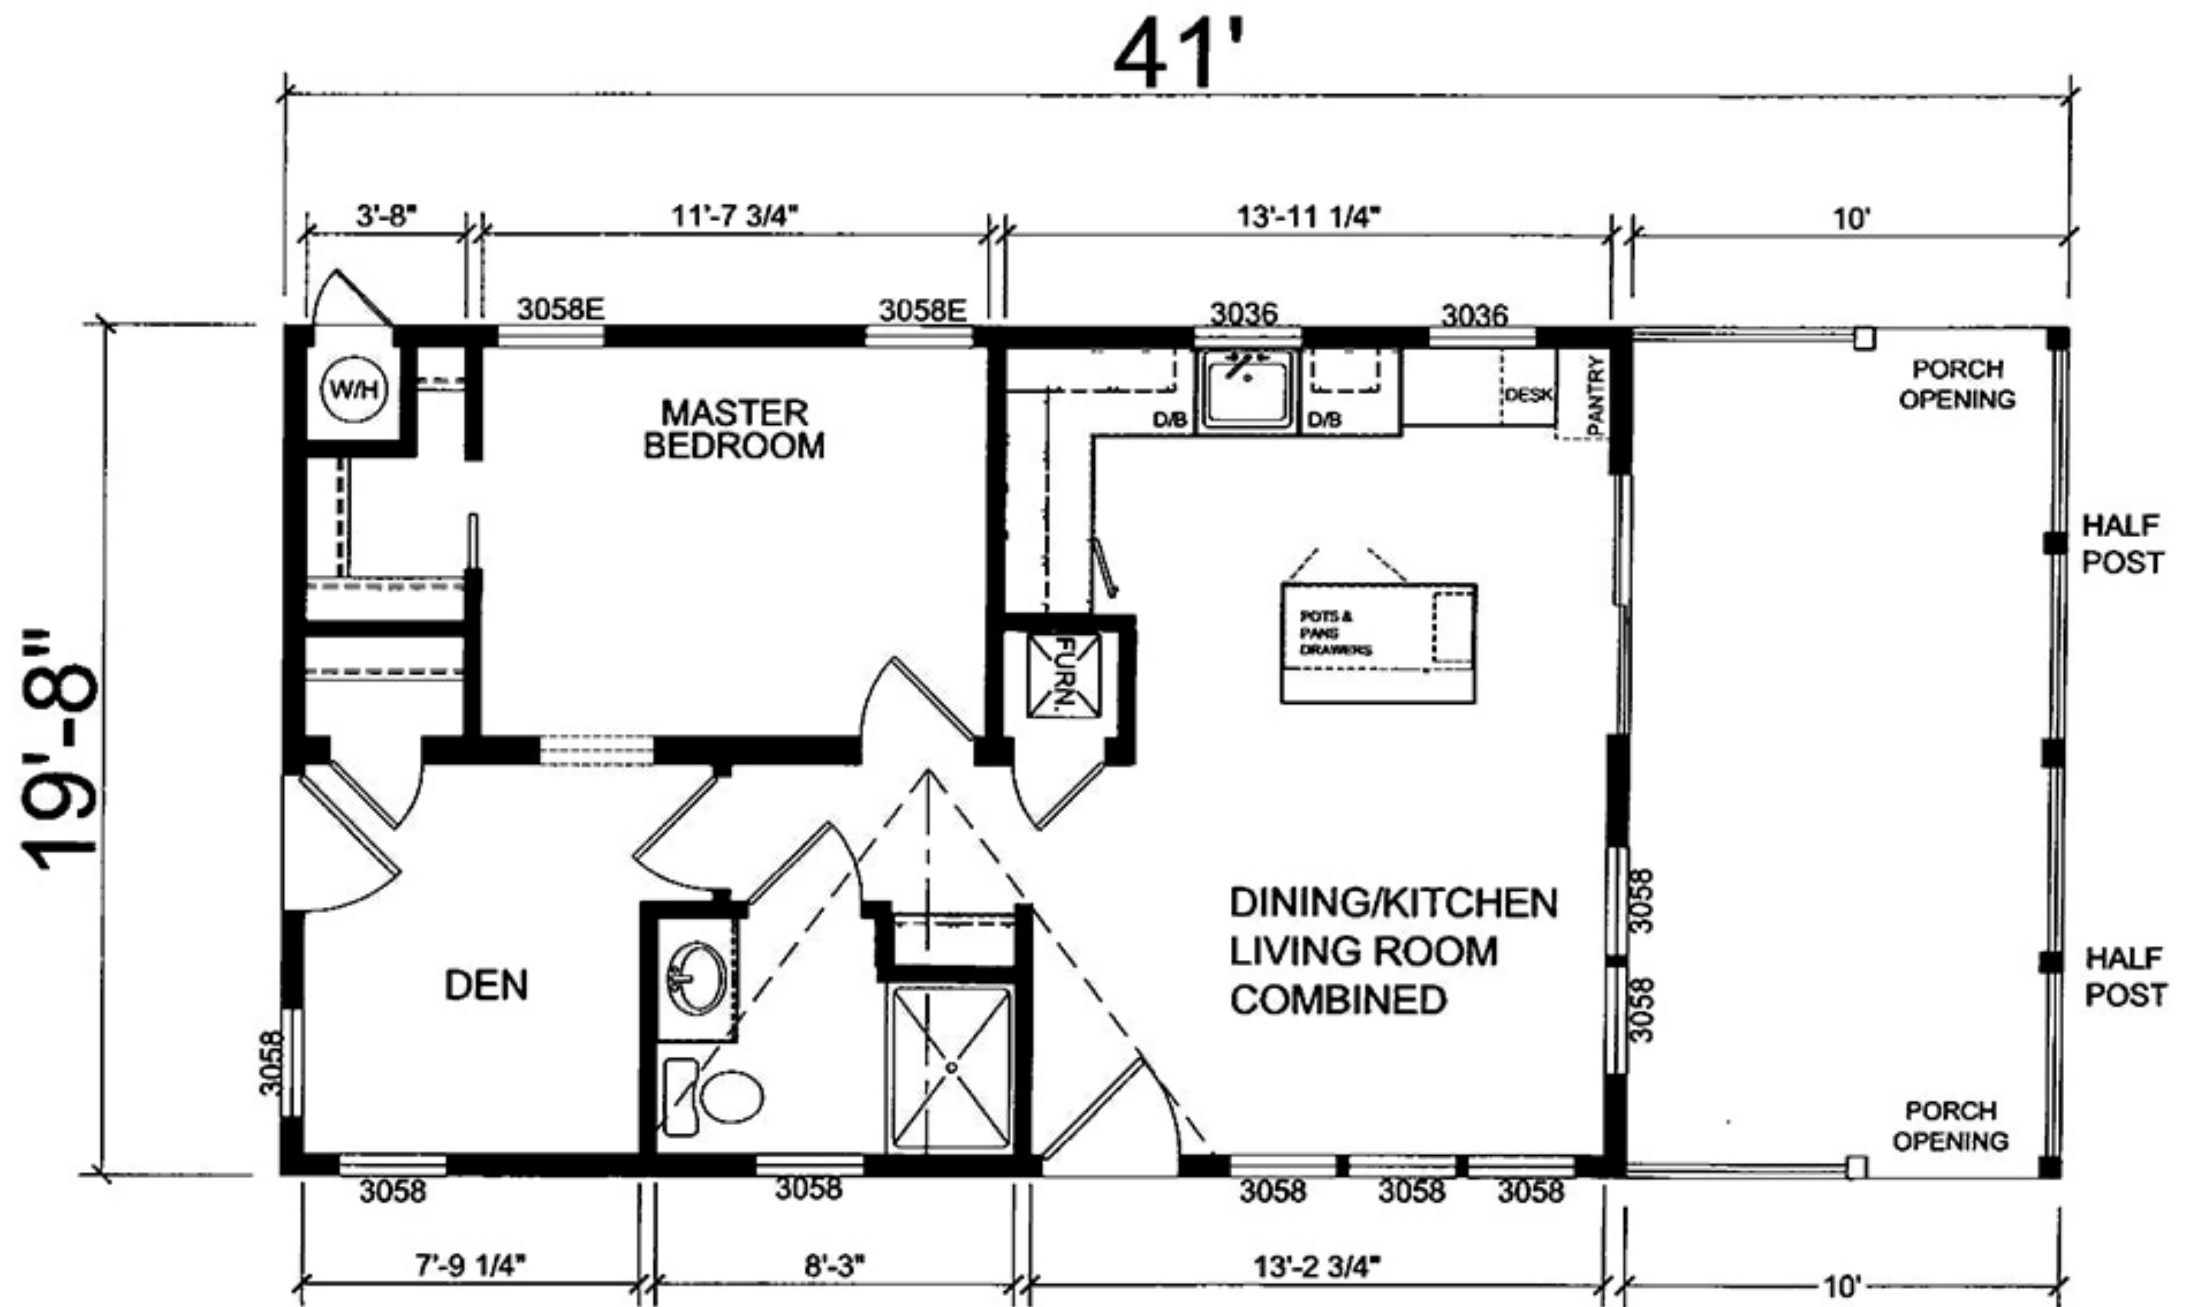 41'
3'-8"
11'-7 3/4"
13'-11 1/4"
10'
3058E
3058E
3036
3036
W/H
MASTER
BEDROOM
D/B
D/B
DESK
PANTRY
PORCH
OPENING
HALF
POST
POTS &
PANS
DRAWERS
FURN.
19'-8"
DINING/KITCHEN
LIVING ROOM
COMBINED
3058
3058
DEN
HALF
POST
3058
PORCH
OPENING
3058
3058
3058
3058
3058
7'-9 1/4"
8'-3"
13'-2 3/4"
10'